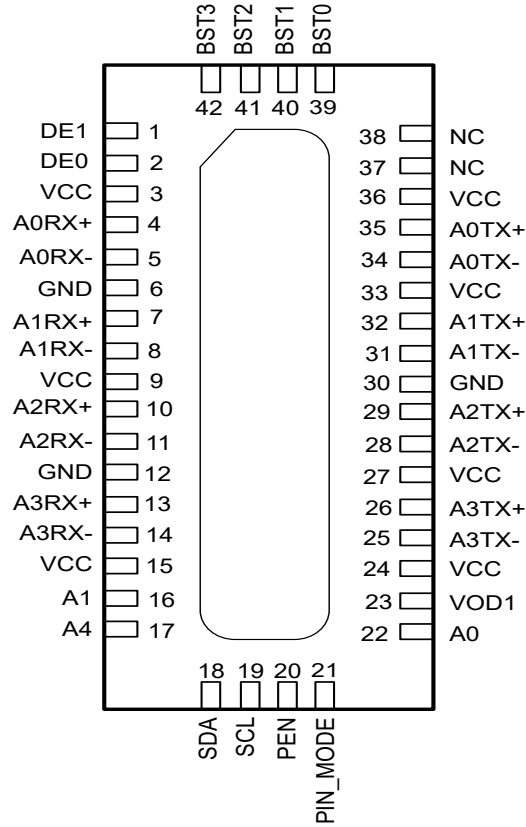 BST3 BST2 BST1 BST0
42 41 40 39
DE1 1
DE0 2
VCC 3
A0RX+ 4
A0RX- 5
GND 6
A1RX+ 7
A1RX- 8
VCC 9
A2RX+ 10
A2RX- 11
GND 12
A3RX+ 13
A3RX- 14
VCC 15
A1 16
A4 17
38 NC
37 NC
36 VCC
35 A0TX+
34 A0TX-
33 VCC
32 A1TX+
31 A1TX-
30 GND
29 A2TX+
28 A2TX-
27 VCC
26 A3TX+
25 A3TX-
24 VCC
23 VOD1
22 A0
18 19 20 21
SDA SCL PEN PIN_MODE